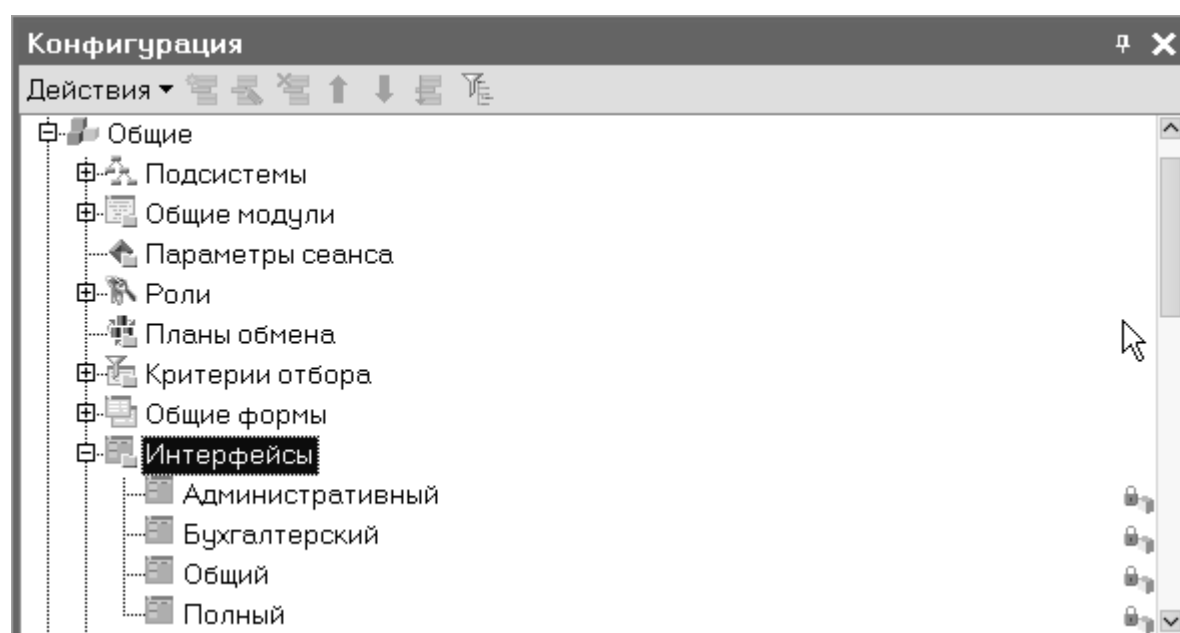 Конфигурация
Действия
Общие
Подсистемы
Общие модули
Параметры сеанса
Роли
Планы обмена
Критерии отбора
Общие формы
Интерфейсы
Административный
Бухгалтерский
Общий
Полный